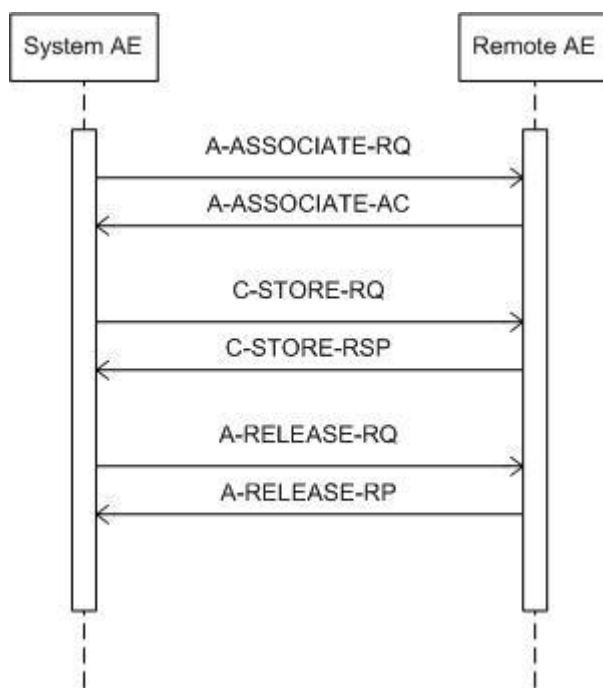 System AE
Remote AE
A-ASSOCIATE-RQ
A-ASSOCIATE-AC
C-STORE-RQ
C-STORE-RSP
A-RELEASE-RQ
A-RELEASE-RP